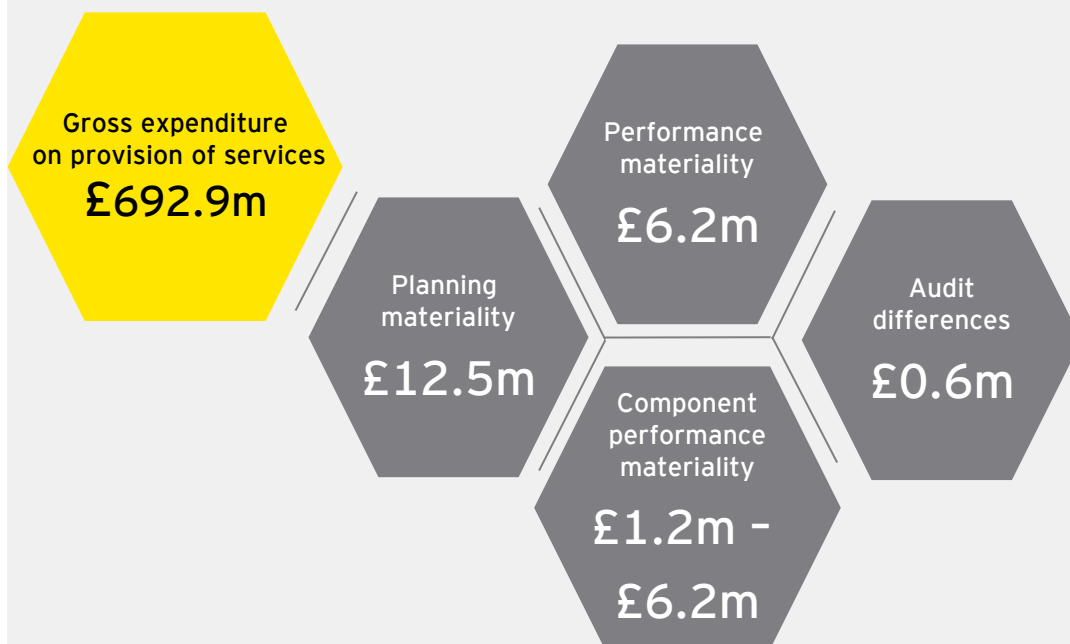 Gross expenditure
on provision of services
£692.9m
Planning
materiality
£12.5m
Performance
materiality
£6.2m
Component
performance
materiality
£1.2m –
£6.2m
Audit
differences
£0.6m